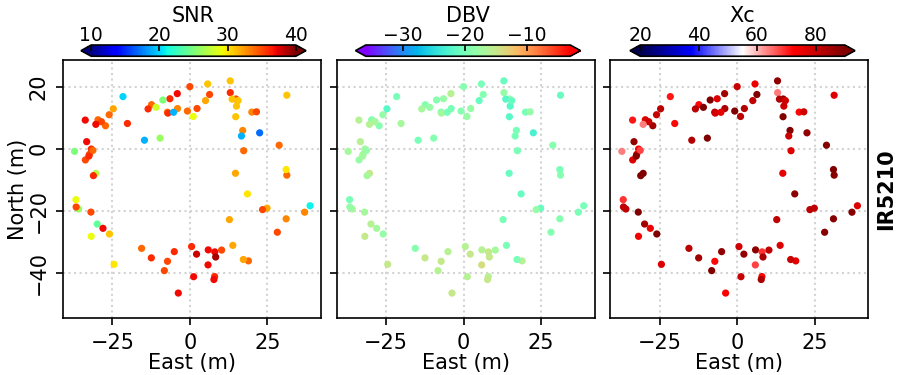 SNR DBV Xc
10 20 30 40 −30 −20 −10 20 40 60 80
20
0
−20
−40
North (m)
IR5210
−25 0 25 −25 0 25 −25 0 25
East (m) East (m) East (m)